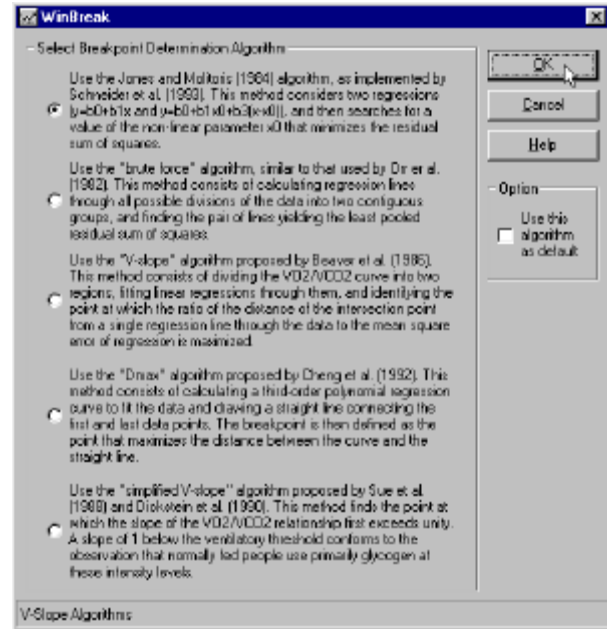 WinBreak
Select Breakpoint Determination Algorithm
Use the Jones and Molitoris (1984) algorithm, as implemented by
Schneider et al. (1993). This method considers two regressions
(y=b0+b1x and y=b0+b1x0+b3(x-x0)), and then searches for a
value of the non-linear parameter x0 that minimizes the residual
sum of squares.
Use the "brute force" algorithm, similar to that used by Orr et al.
(1982). This method consists of calculating regression lines
through all possible divisions of the data into two contiguous
groups, and finding the pair of lines yielding the least pooled
residual sum of squares.
Use the "V-slope" algorithm proposed by Beaver et al. (1986).
This method consists of dividing the VO2/VCO2 curve into two
regions, fitting linear regressions through them, and identifying the
point at which the ratio of the distance of the intersection point
from a single regression line through the data to the mean square
error of regression is maximized.
Use the "Dmax" algorithm proposed by Cheng et al. (1992). This
method consists of calculating a third-order polynomial regression
curve to fit the data and drawing a straight line connecting the
first and last data points. The breakpoint is then defined as the
point that maximizes the distance between the curve and the
straight line.
Use the "simplified V-slope" algorithm proposed by Sue et al.
(1988) and Dickstein et al. (1990). This method finds the point at
which the slope of the VO2/VCO2 relationship first exceeds unity.
A slope of 1 below the ventilatory threshold conforms to the
observation that normally fed people use primarily glycogen at
these intensity levels.
OK
Cancel
Help
Option
Use this
algorithm
as default
V-Slope Algorithms